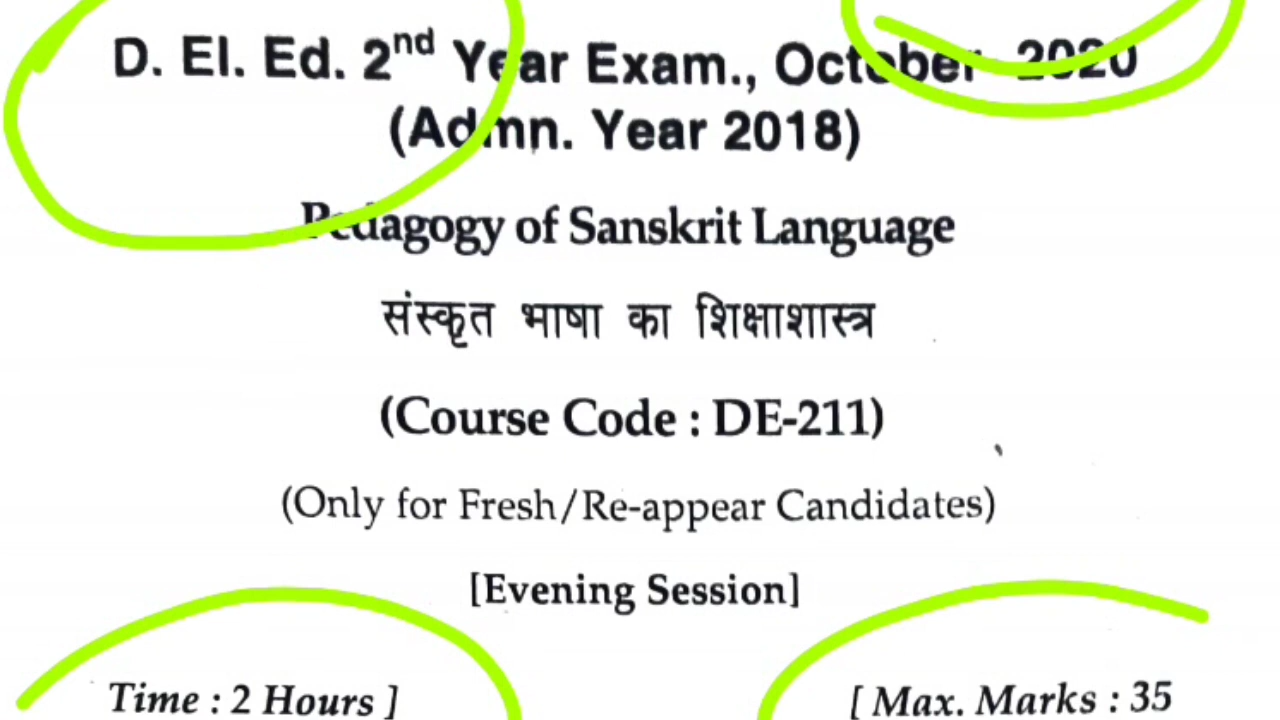 D. El. Ed. 2nd Year Exam., October 2020
(Admn. Year 2018)
Pedagogy of Sanskrit Language
संस्कृत भाषा का शिक्षाशास्त्र
(Course Code : DE-211)
(Only for Fresh/Re-appear Candidates)
[Evening Session]
Time : 2 Hours ]
[ Max. Marks : 35